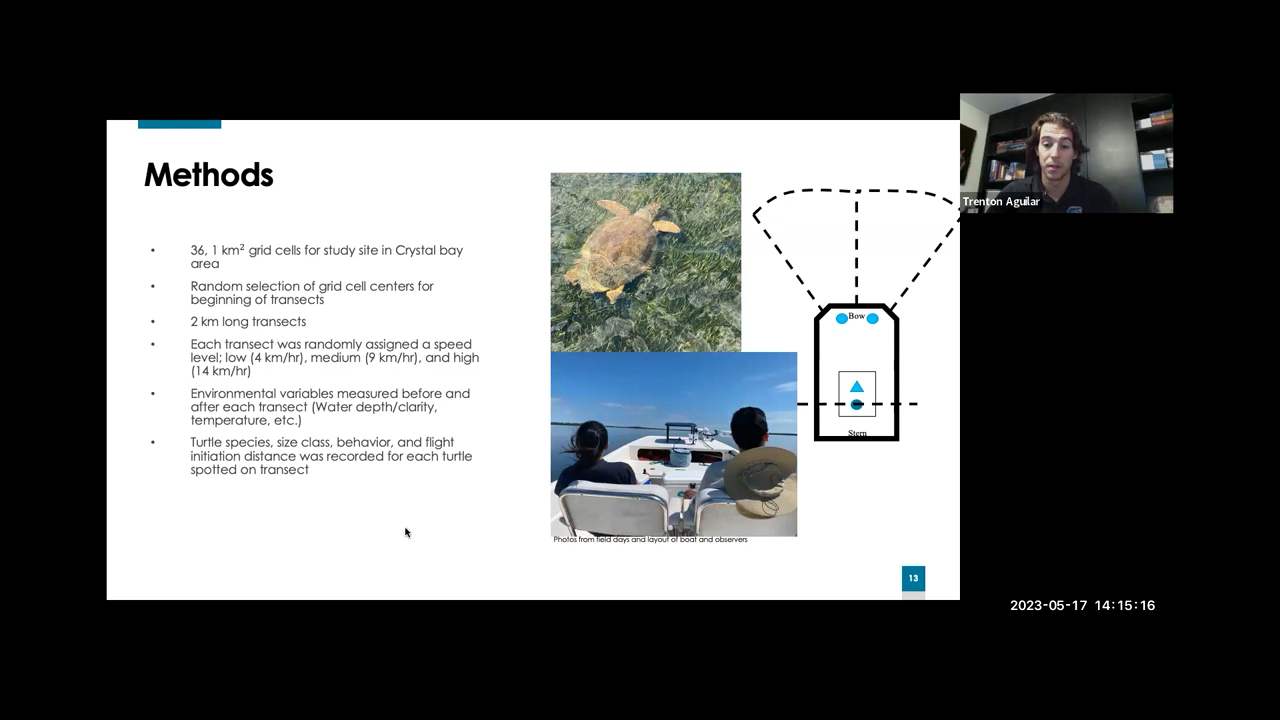 Methods
• 36, 1 km² grid cells for study site in Crystal bay
area
• Random selection of grid cell centers for
beginning of transects
• 2 km long transects
• Each transect was randomly assigned a speed
level; low (4 km/hr), medium (9 km/hr), and high
(14 km/hr)
• Environmental variables measured before and
after each transect (Water depth/clarity,
temperature, etc.)
• Turtle species, size class, behavior, and flight
initiation distance was recorded for each turtle
spotted on transect
Bow
Stern
Photos from field days and layout of boat and observers
13
Trenton Aguilar
2023-05-17 14:15:16